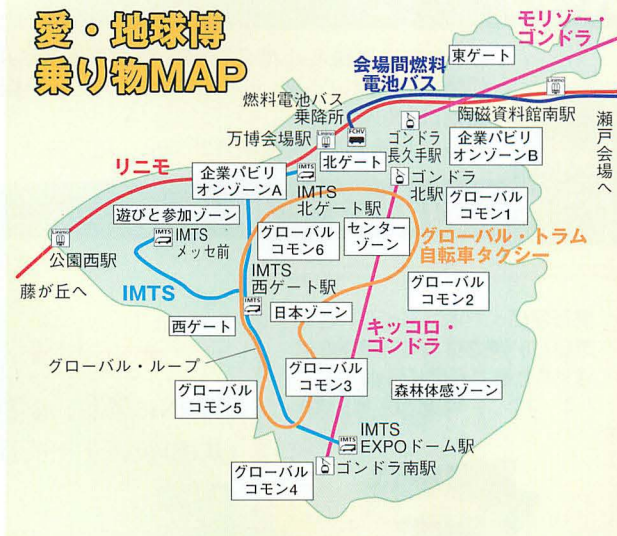 愛・地球博
乗り物MAP
モリゾー・
ゴンドラ
東ゲート
会場間燃料
電池バス
燃料電池バス
乗降所
FCHV
Linimo
陶磁資料館南駅
瀬戸会場へ
万博会場駅
Linimo
ゴンドラ
長久手駅
企業パビリ
オンゾーンB
北ゲート
リニモ
企業パビリ
オンゾーンA
IMTS
IMTS
北ゲート駅
ゴンドラ
北駅
グローバル
コモン1
遊びと参加ゾーン
IMTS
IMTS
メッセ前
グローバル
コモン6
センター
ゾーン
グローバル・トラム
自転車タクシー
Linimo
公園西駅
藤が丘へ
IMTS
IMTS
西ゲート駅
IMTS
グローバル
コモン2
西ゲート
日本ゾーン
キッコロ・
ゴンドラ
グローバル・ループ
グローバル
コモン3
グローバル
コモン5
森林体感ゾーン
IMTS
IMTS
EXPOドーム駅
グローバル
コモン4
ゴンドラ南駅